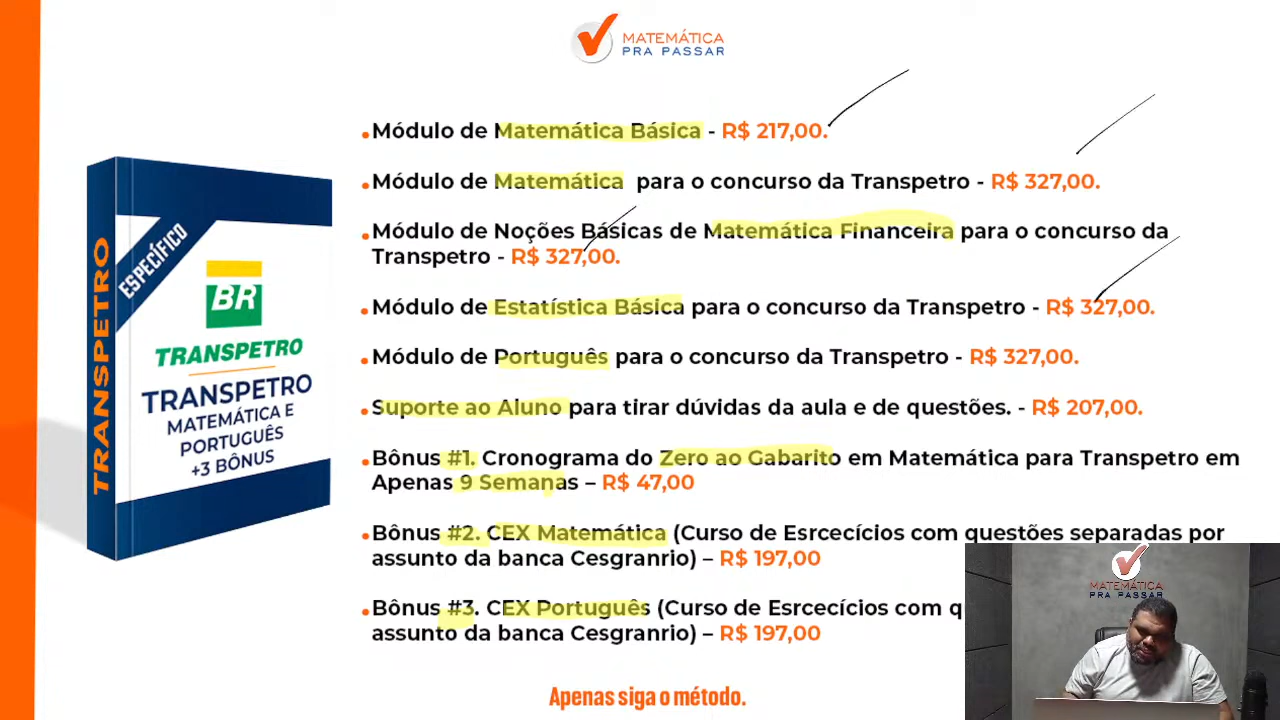 MATEMÁTICA
PRA PASSAR
•Módulo de Matemática Básica - R$ 217,00.
•Módulo de Matemática para o concurso da Transpetro - R$ 327,00.
•Módulo de Noções Básicas de Matemática Financeira para o concurso da
Transpetro - R$ 327,00.
•Módulo de Estatística Básica para o concurso da Transpetro - R$ 327,00.
•Módulo de Português para o concurso da Transpetro - R$ 327,00.
•Suporte ao Aluno para tirar dúvidas da aula e de questões. - R$ 207,00.
•Bônus #1. Cronograma do Zero ao Gabarito em Matemática para Transpetro em
Apenas 9 Semanas – R$ 47,00
•Bônus #2. CEX Matemática (Curso de Esrcecícios com questões separadas por
assunto da banca Cesgranrio) – R$ 197,00
•Bônus #3. CEX Português (Curso de Esrcecícios com q
assunto da banca Cesgranrio) – R$ 197,00
Apenas siga o método.
TRANSPETRO
ESPECÍFICO
BR
TRANSPETRO
TRANSPETRO
MATEMÁTICA E
PORTUGUÊS
+3 BÔNUS
MATEMÁTICA
PRA PASSAR